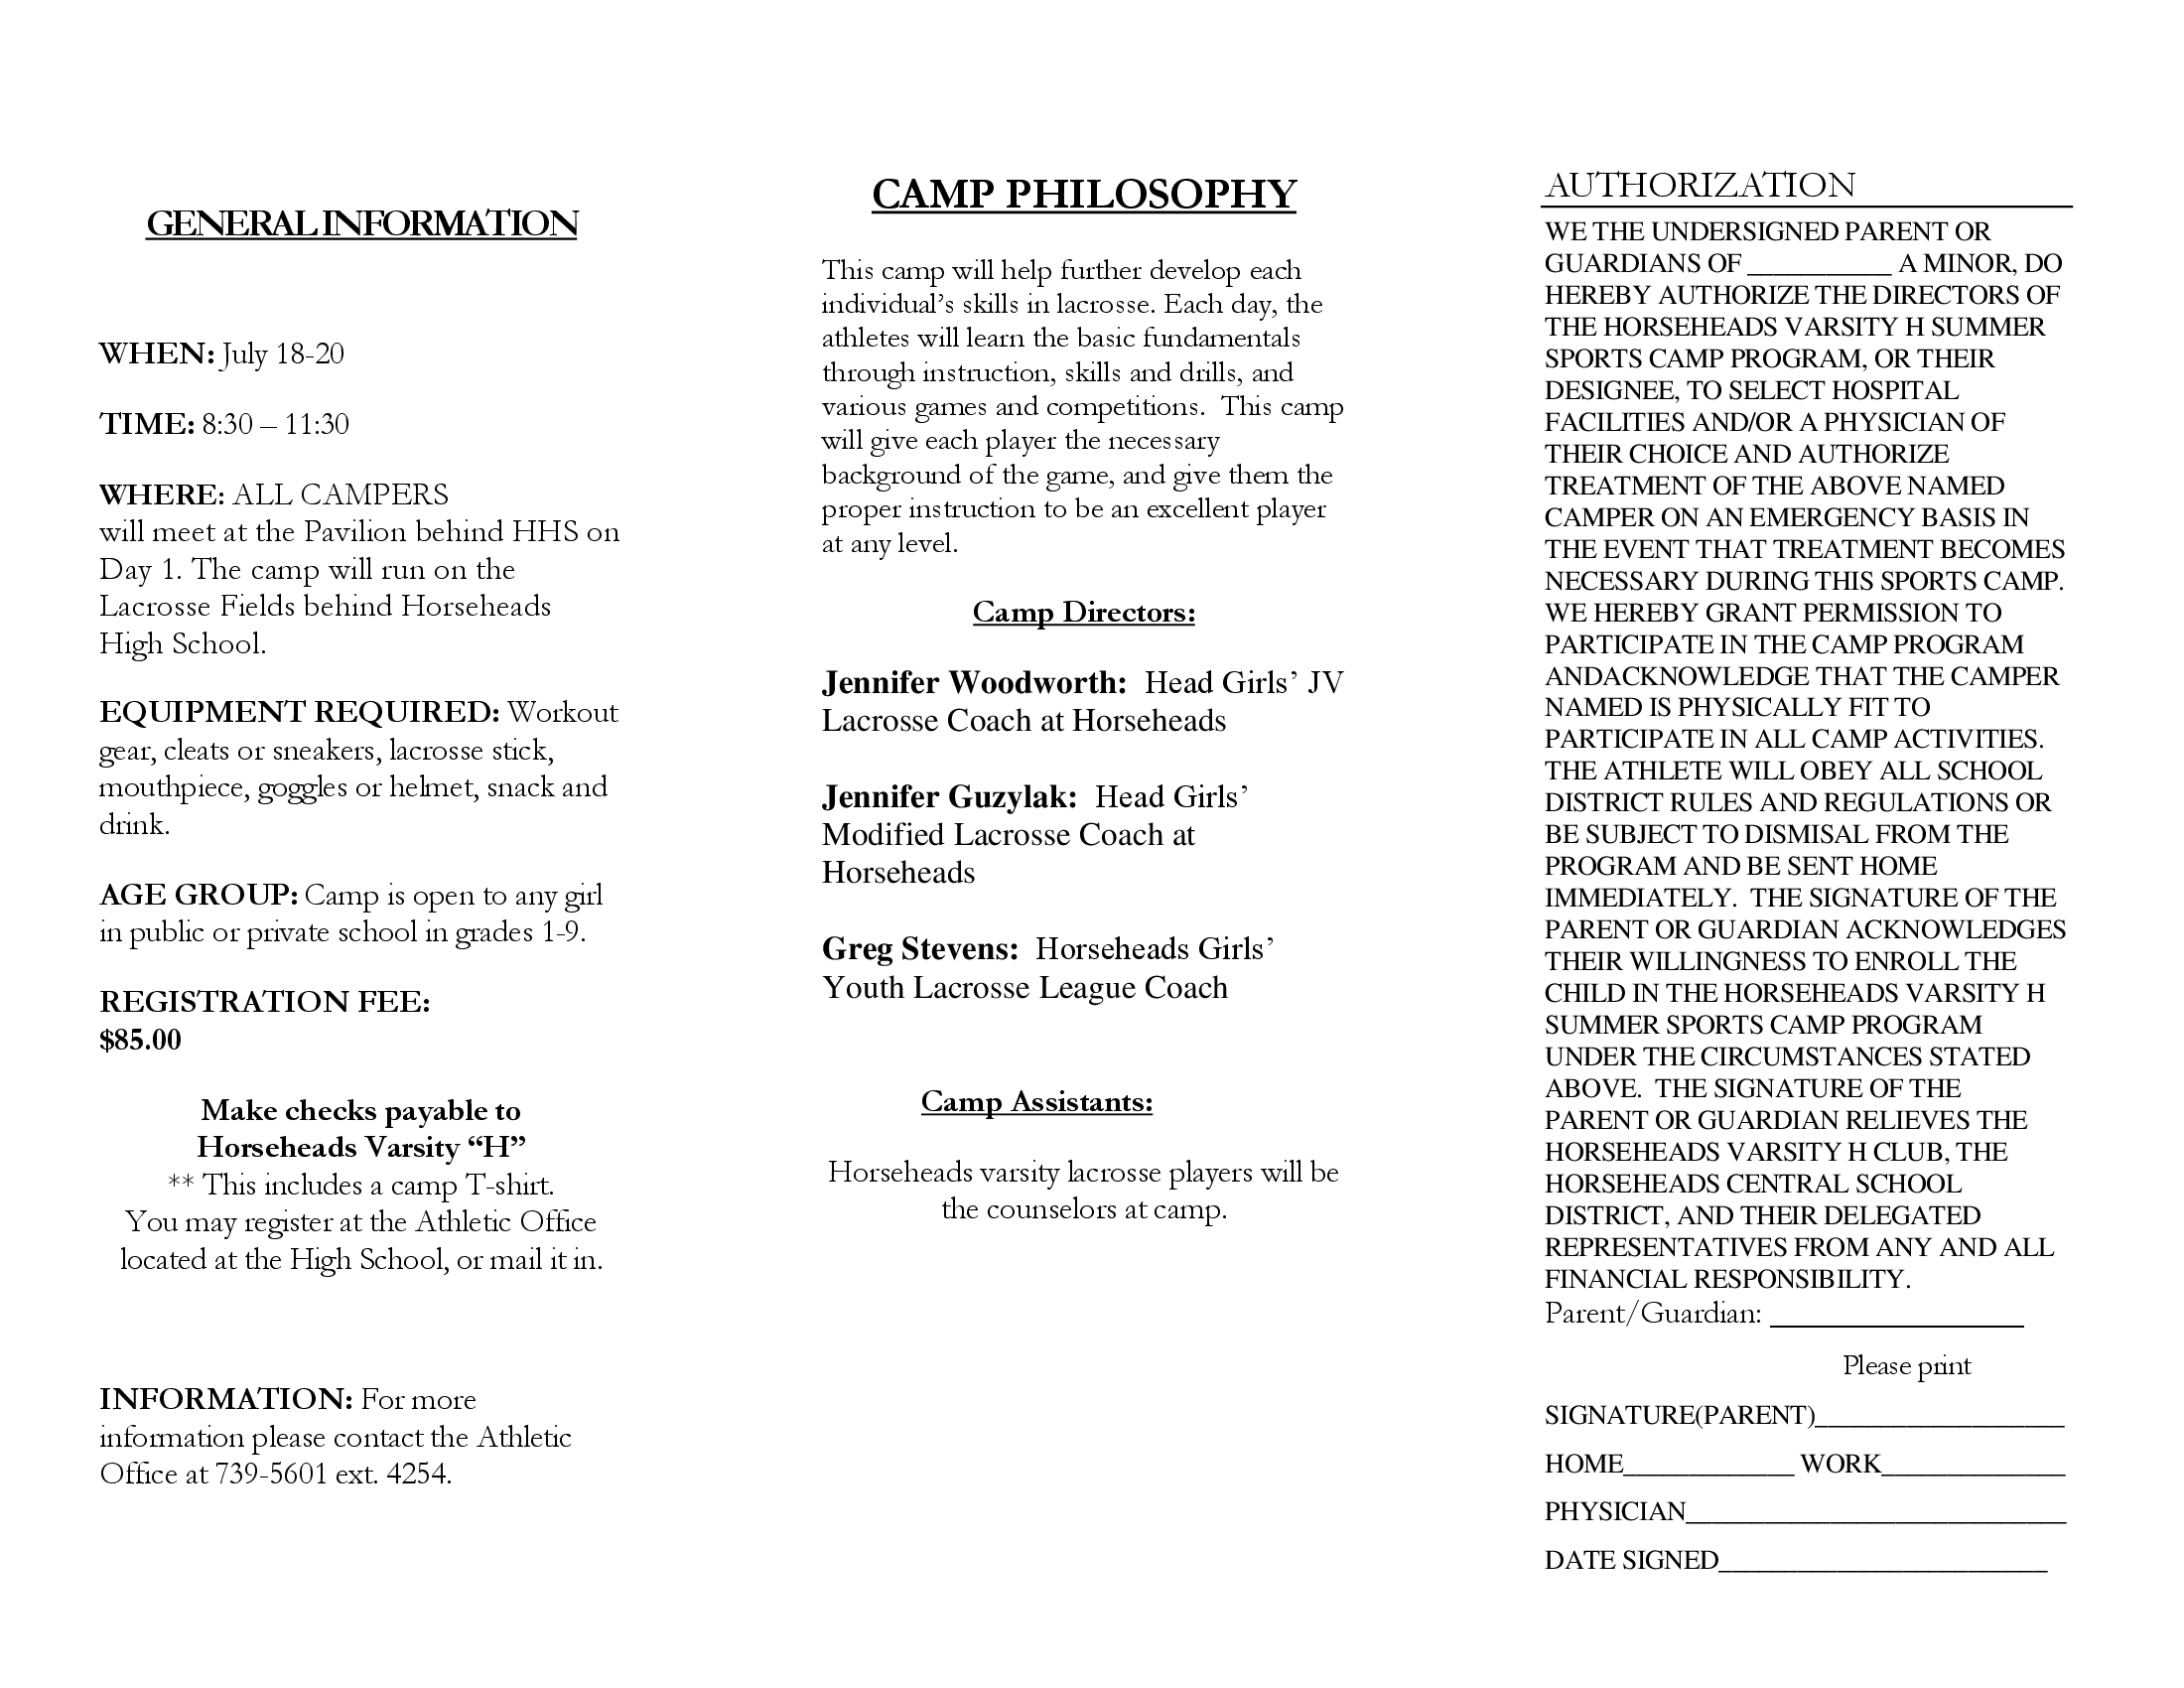 GENERAL INFORMATION
WHEN: July 18-20
TIME: 8:30 – 11:30
WHERE: ALL CAMPERS
will meet at the Pavilion behind HHS on
Day 1. The camp will run on the
Lacrosse Fields behind Horseheads
High School.
EQUIPMENT REQUIRED: Workout
gear, cleats or sneakers, lacrosse stick,
mouthpiece, goggles or helmet, snack and
drink.
AGE GROUP: Camp is open to any girl
in public or private school in grades 1-9.
REGISTRATION FEE:
$85.00
Make checks payable to
Horseheads Varsity “H”
** This includes a camp T-shirt.
You may register at the Athletic Office
located at the High School, or mail it in.
INFORMATION: For more
information please contact the Athletic
Office at 739-5601 ext. 4254.
CAMP PHILOSOPHY
This camp will help further develop each
individual’s skills in lacrosse. Each day, the
athletes will learn the basic fundamentals
through instruction, skills and drills, and
various games and competitions.  This camp
will give each player the necessary
background of the game, and give them the
proper instruction to be an excellent player
at any level.
Camp Directors:
Jennifer Woodworth:  Head Girls’ JV
Lacrosse Coach at Horseheads
Jennifer Guzylak:  Head Girls’
Modified Lacrosse Coach at
Horseheads
Greg Stevens:  Horseheads Girls’
Youth Lacrosse League Coach
Camp Assistants:
Horseheads varsity lacrosse players will be
the counselors at camp.
AUTHORIZATION
WE THE UNDERSIGNED PARENT OR
GUARDIANS OF ___________ A MINOR, DO
HEREBY AUTHORIZE THE DIRECTORS OF
THE HORSEHEADS VARSITY H SUMMER
SPORTS CAMP PROGRAM, OR THEIR
DESIGNEE, TO SELECT HOSPITAL
FACILITIES AND/OR A PHYSICIAN OF
THEIR CHOICE AND AUTHORIZE
TREATMENT OF THE ABOVE NAMED
CAMPER ON AN EMERGENCY BASIS IN
THE EVENT THAT TREATMENT BECOMES
NECESSARY DURING THIS SPORTS CAMP.
WE HEREBY GRANT PERMISSION TO
PARTICIPATE IN THE CAMP PROGRAM
ANDACKNOWLEDGE THAT THE CAMPER
NAMED IS PHYSICALLY FIT TO
PARTICIPATE IN ALL CAMP ACTIVITIES.
THE ATHLETE WILL OBEY ALL SCHOOL
DISTRICT RULES AND REGULATIONS OR
BE SUBJECT TO DISMISAL FROM THE
PROGRAM AND BE SENT HOME
IMMEDIATELY.  THE SIGNATURE OF THE
PARENT OR GUARDIAN ACKNOWLEDGES
THEIR WILLINGNESS TO ENROLL THE
CHILD IN THE HORSEHEADS VARSITY H
SUMMER SPORTS CAMP PROGRAM
UNDER THE CIRCUMSTANCES STATED
ABOVE.  THE SIGNATURE OF THE
PARENT OR GUARDIAN RELIEVES THE
HORSEHEADS VARSITY H CLUB, THE
HORSEHEADS CENTRAL SCHOOL
DISTRICT, AND THEIR DELEGATED
REPRESENTATIVES FROM ANY AND ALL
FINANCIAL RESPONSIBILITY.
Parent/Guardian: ________________
Please print
SIGNATURE(PARENT)___________________
HOME_____________ WORK______________
PHYSICIAN_____________________________
DATE SIGNED_________________________